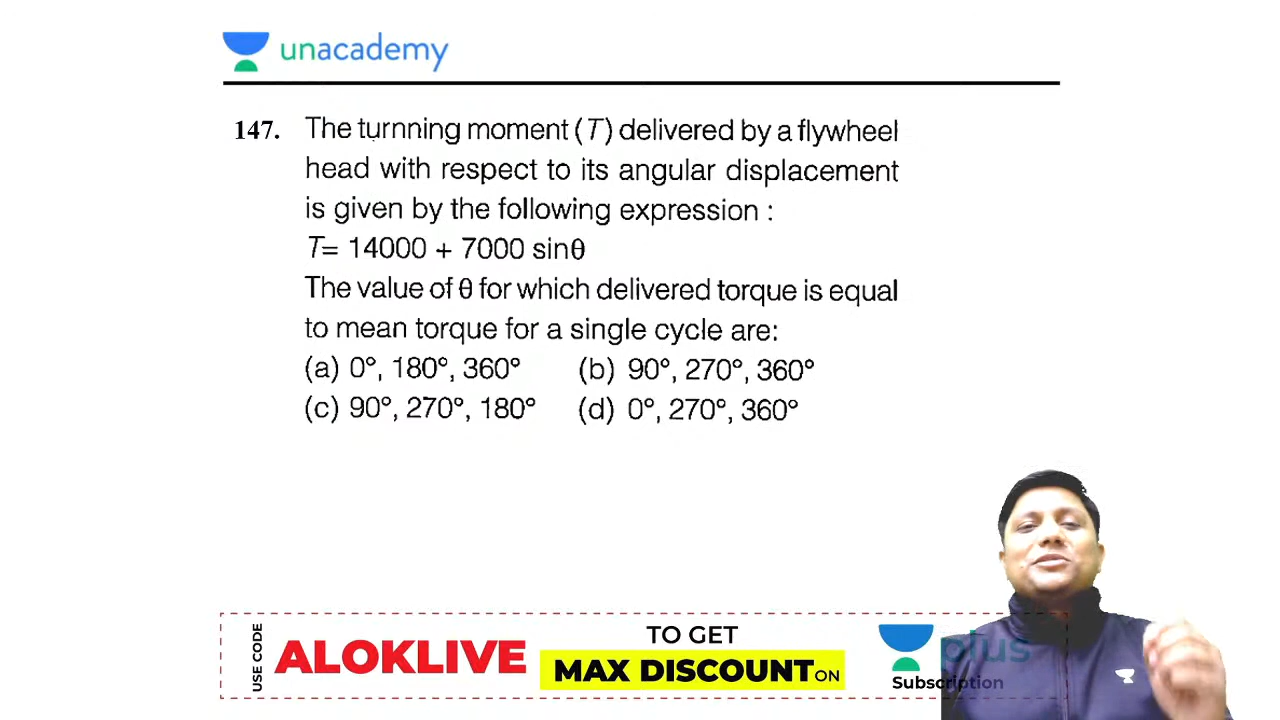 unacademy
147. The turnning moment (T) delivered by a flywheel
head with respect to its angular displacement
is given by the following expression :
T= 14000 + 7000 sinθ
The value of θ for which delivered torque is equal
to mean torque for a single cycle are:
(a) 0°, 180°, 360° (b) 90°, 270°, 360°
(c) 90°, 270°, 180° (d) 0°, 270°, 360°
USE CODE
ALOKLIVE
TO GET
MAX DISCOUNT ON
plus
Subscription